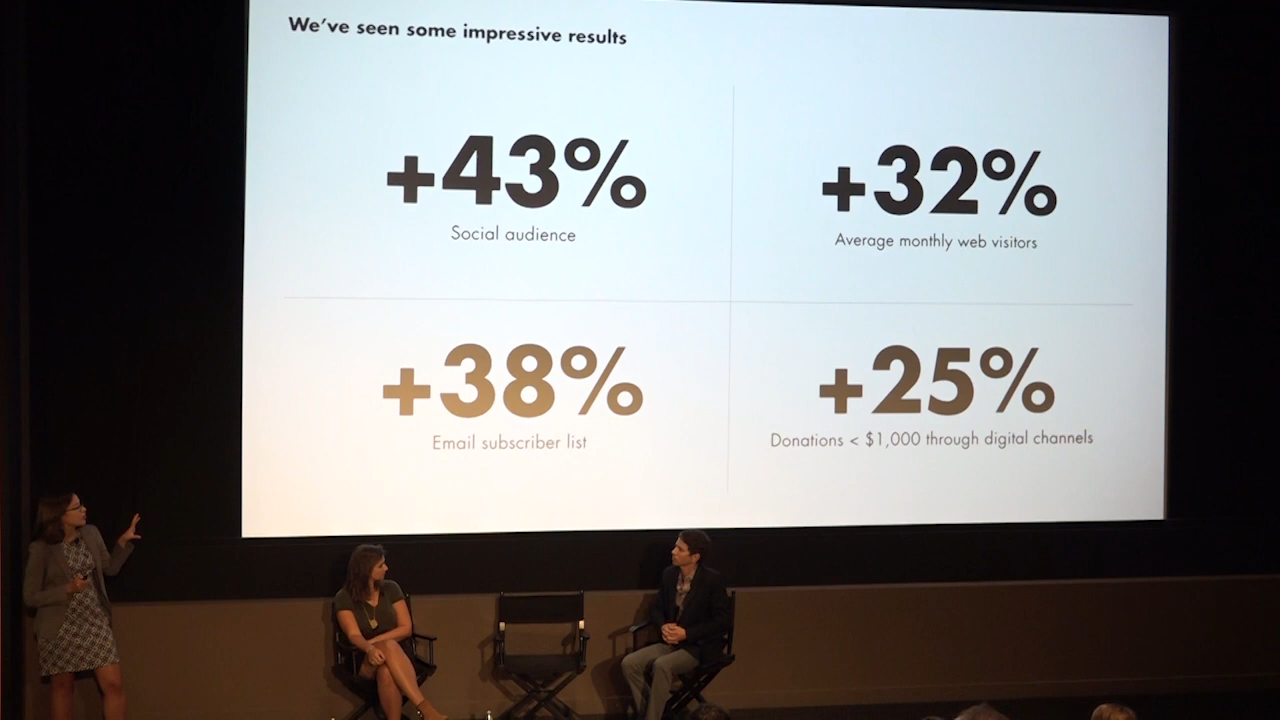 We've seen some impressive results
+43%
Social audience
+32%
Average monthly web visitors
+38%
Email subscriber list
+25%
Donations < $1,000 through digital channels